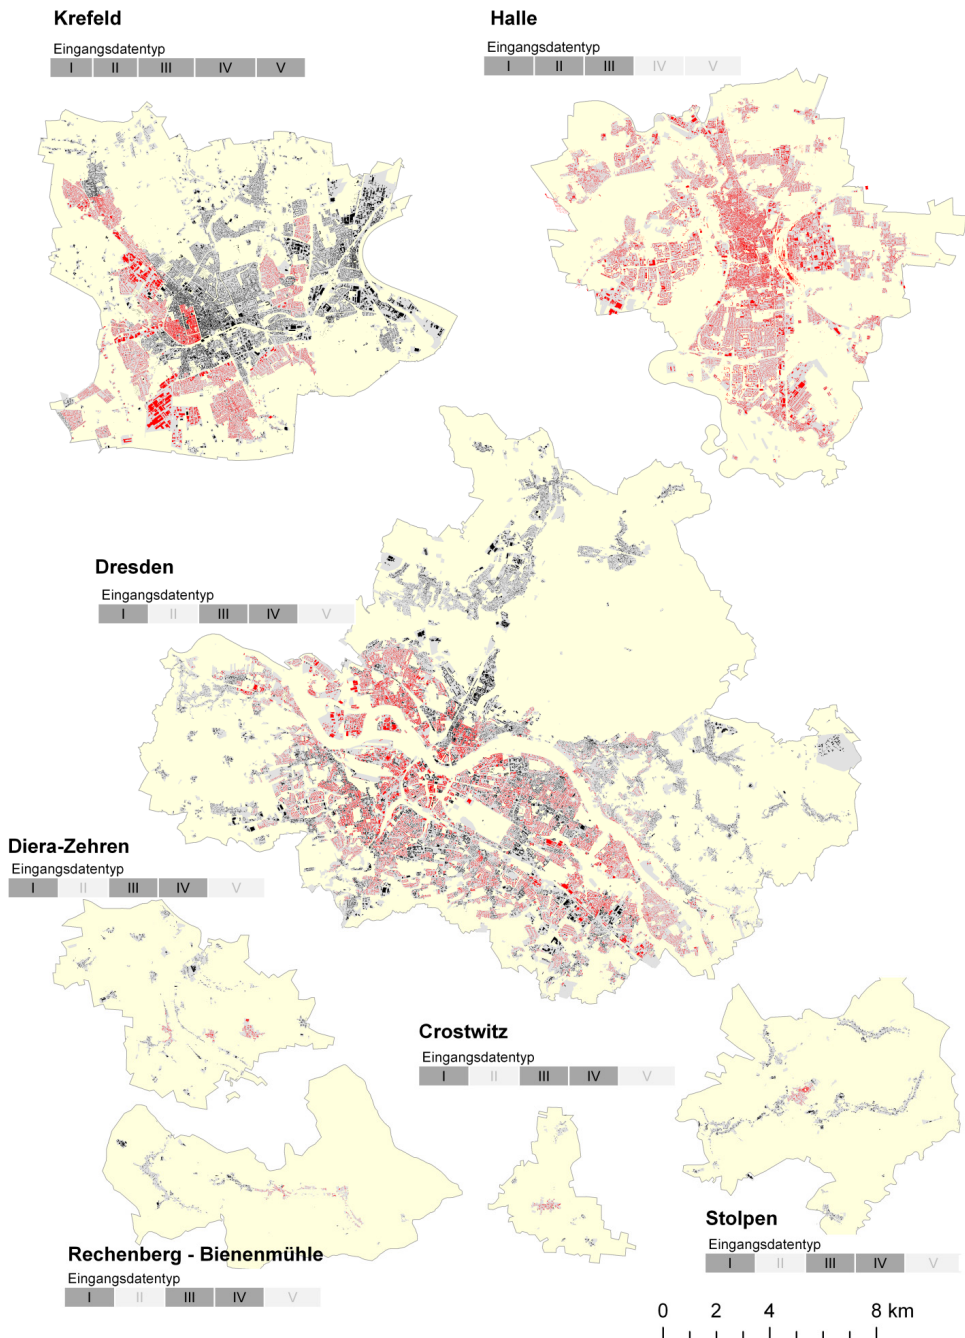 Krefeld
Eingangsdatentyp
I II III IV V
Halle
Eingangsdatentyp
I II III IV V
Dresden
Eingangsdatentyp
I II III IV V
Diera-Zehren
Eingangsdatentyp
I II III IV V
Crostwitz
Eingangsdatentyp
I II III IV V
Stolpen
Eingangsdatentyp
I II III IV V
Rechenberg - Bienenmühle
Eingangsdatentyp
I II III IV V
0 2 4 8 km